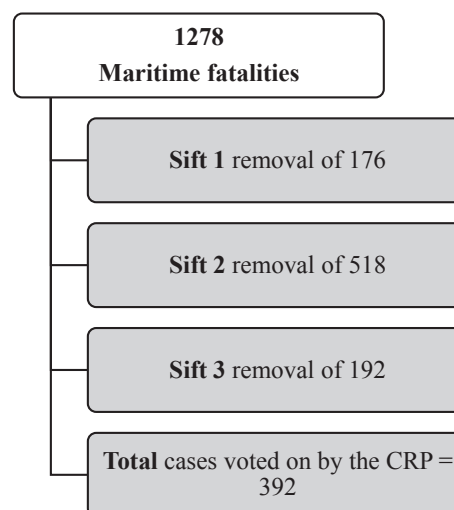 1278
Maritime fatalities
Sift 1 removal of 176
Sift 2 removal of 518
Sift 3 removal of 192
Total cases voted on by the CRP =
392